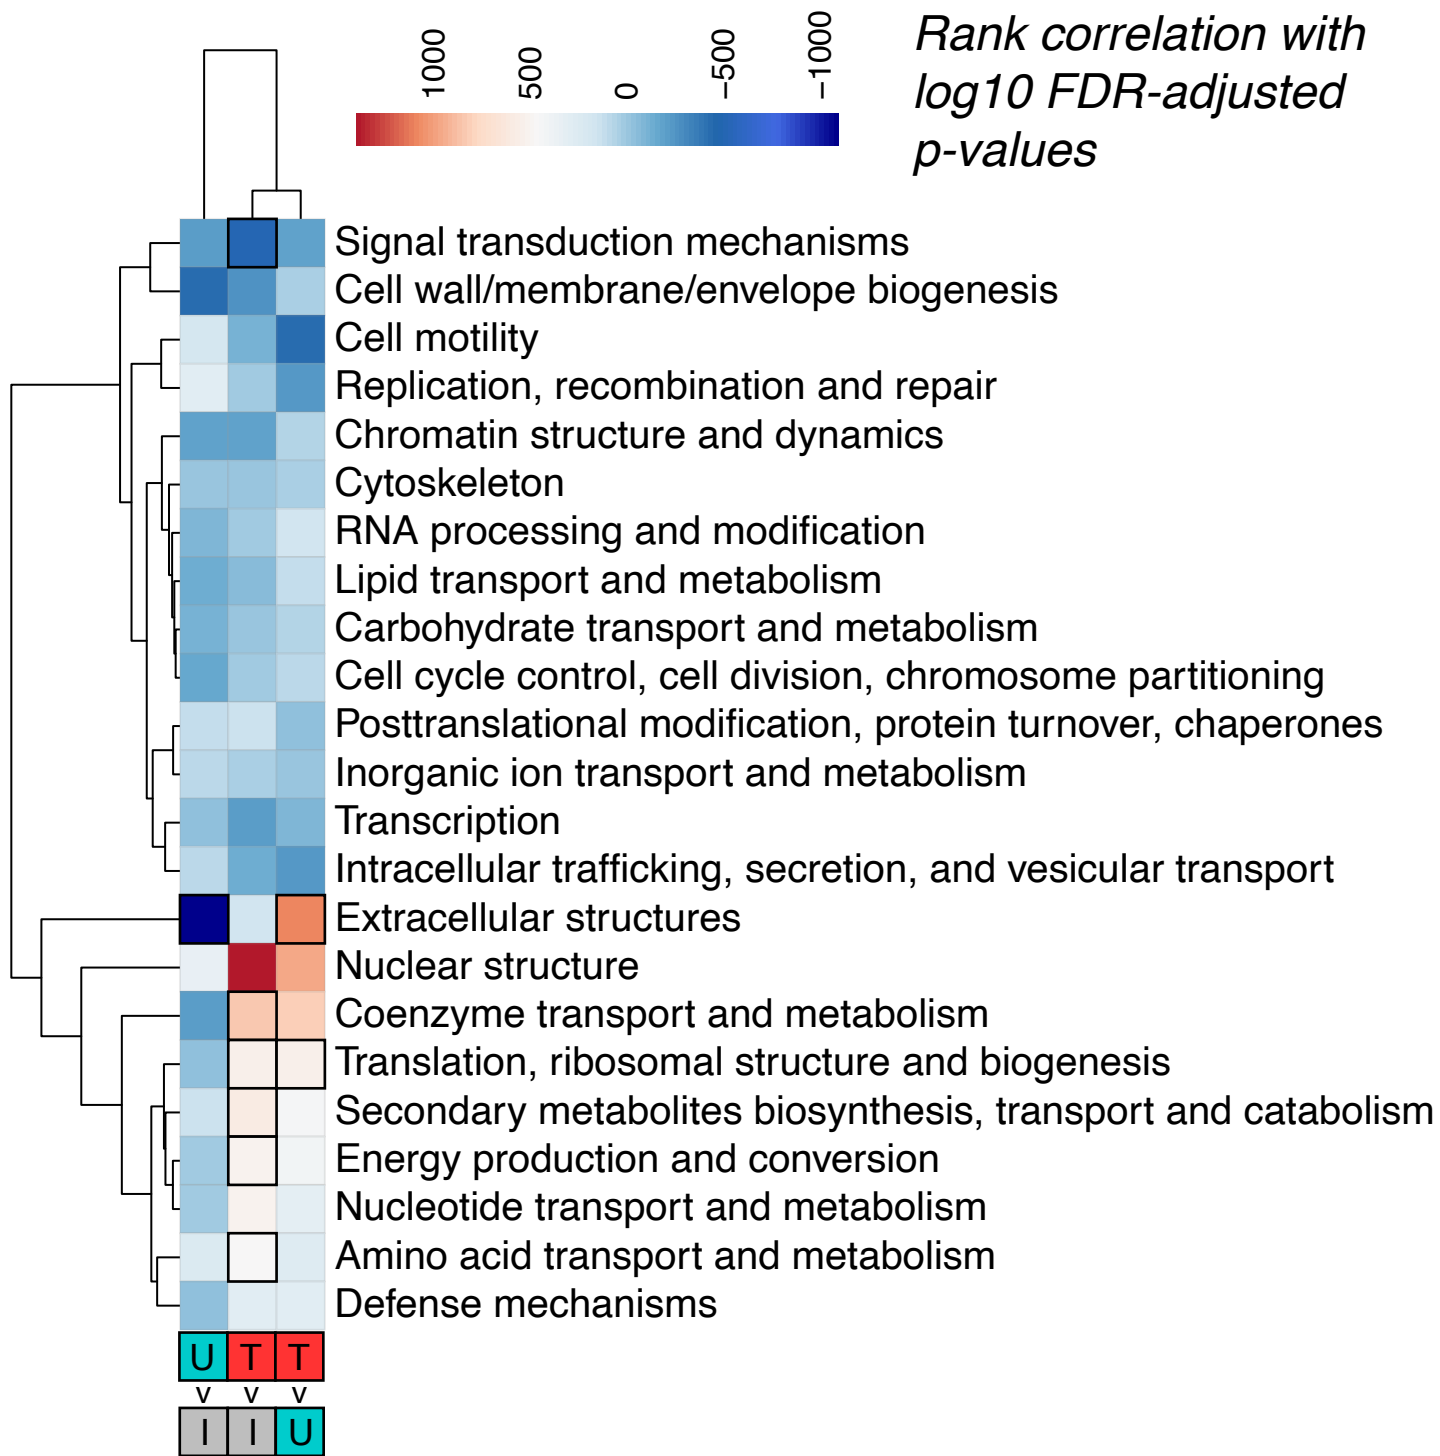 1000 500 0 −500 −1000
Rank correlation with
log10 FDR-adjusted
p-values
Signal transduction mechanisms
Cell wall/membrane/envelope biogenesis
Cell motility
Replication, recombination and repair
Chromatin structure and dynamics
Cytoskeleton
RNA processing and modification
Lipid transport and metabolism
Carbohydrate transport and metabolism
Cell cycle control, cell division, chromosome partitioning
Posttranslational modification, protein turnover, chaperones
Inorganic ion transport and metabolism
Transcription
Intracellular trafficking, secretion, and vesicular transport
Extracellular structures
Nuclear structure
Coenzyme transport and metabolism
Translation, ribosomal structure and biogenesis
Secondary metabolites biosynthesis, transport and catabolism
Energy production and conversion
Nucleotide transport and metabolism
Amino acid transport and metabolism
Defense mechanisms
U T T
v v v
I I U